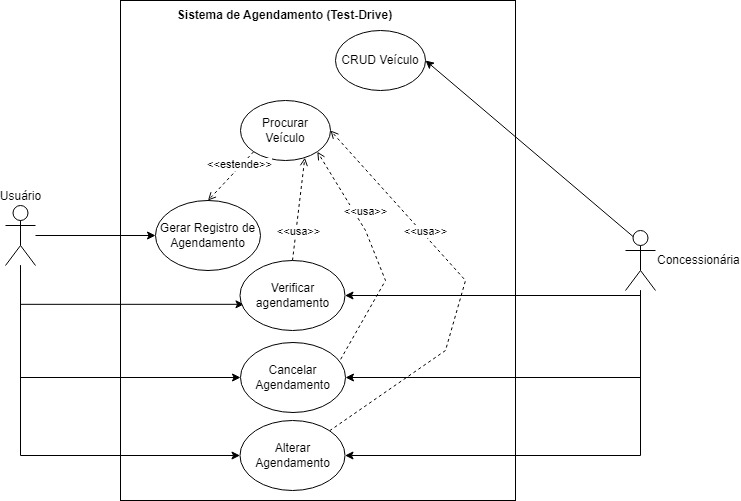 Sistema de Agendamento (Test-Drive)
CRUD Veículo
Procurar
Veículo
<<estende>>
Usuário
<<usa>>
Gerar Registro de
Agendamento
<<usa>>
<<usa>>
Concessionária
Verificar
agendamento
Cancelar
Agendamento
Alterar
Agendamento